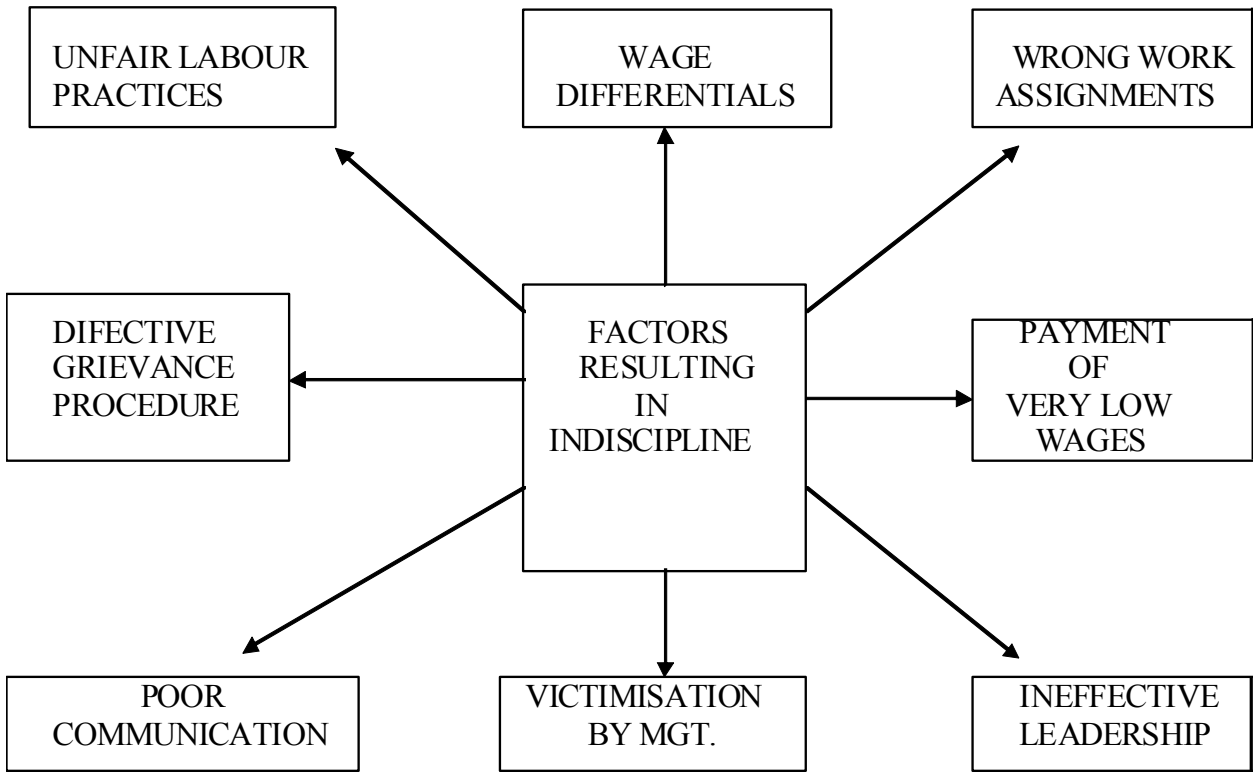 UNFAIR LABOUR
PRACTICES
WAGE
DIFFERENTIALS
WRONG WORK
ASSIGNMENTS
DIFECTIVE
GRIEVANCE
PROCEDURE
FACTORS
RESULTING
IN
INDISCIPLINE
PAYMENT
OF
VERY LOW
WAGES
POOR
COMMUNICATION
VICTIMISATION
BY MGT.
INEFFECTIVE
LEADERSHIP